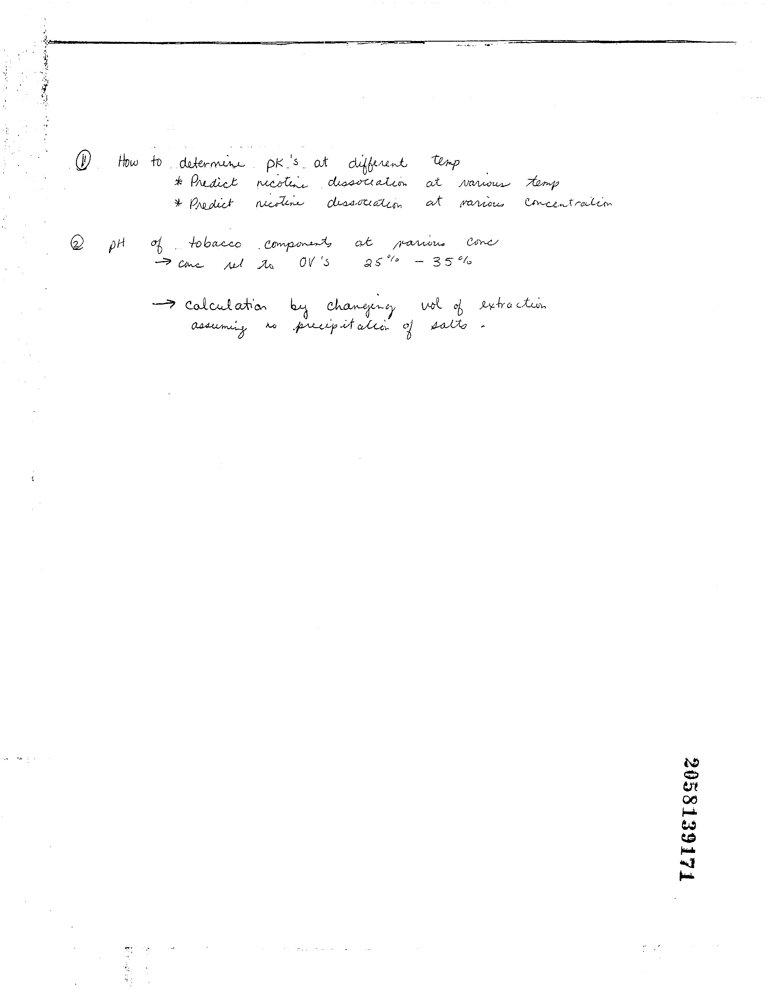 ① How to determine pK's at different temp
* Predict nicotine dissociation at various temp
* Predict nicotine dissociation at various concentration
② pH of tobacco components at various conc
→ conc rel to OV's 25% - 35%
→ calculation by changing vol of extraction
assuming no precipitation of salts.
2058139171